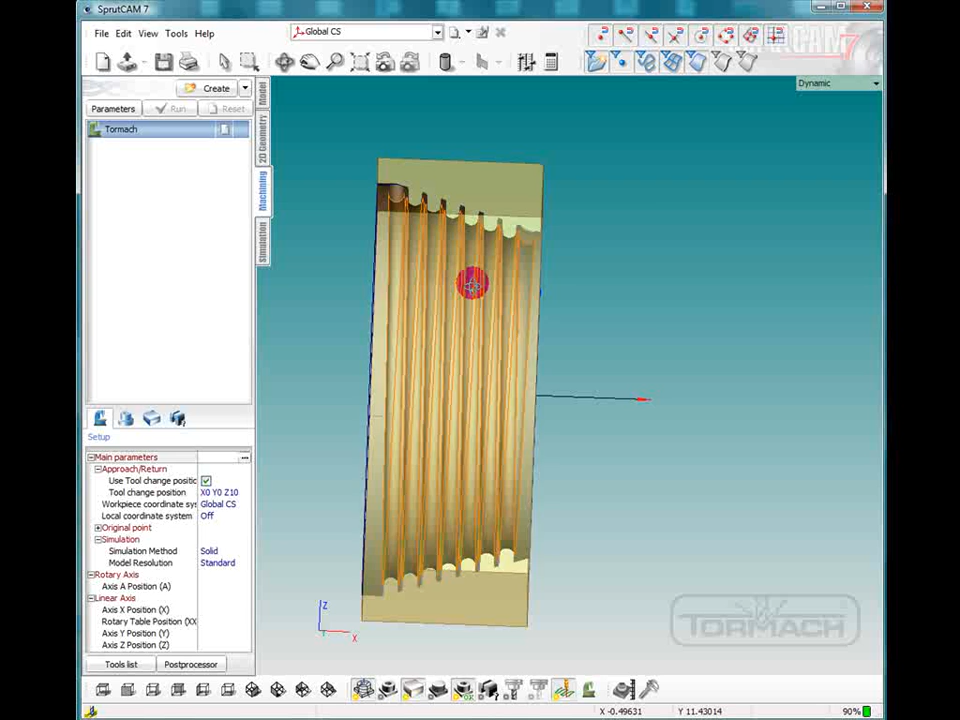 SprutCAM 7
File Edit View Tools Help
Global CS
Create
Parameters Run Reset
Tormach
Model
2D Geometry
Machining
Simulation
Dynamic
Setup
Main parameters
Approach/Return
Use Tool change positic
Tool change position X0 Y0 Z10
Workpiece coordinate sys Global CS
Local coordinate system Off
Original point
Simulation
Simulation Method Solid
Model Resolution Standard
Rotary Axis
Axis A Position (A)
Linear Axis
Axis X Position (X)
Rotary Table Position (XX
Axis Y Position (Y)
Axis Z Position (Z)
Tools list Postprocessor
Z
X
TORMACH
X -0.49631 Y 11.43014 90%